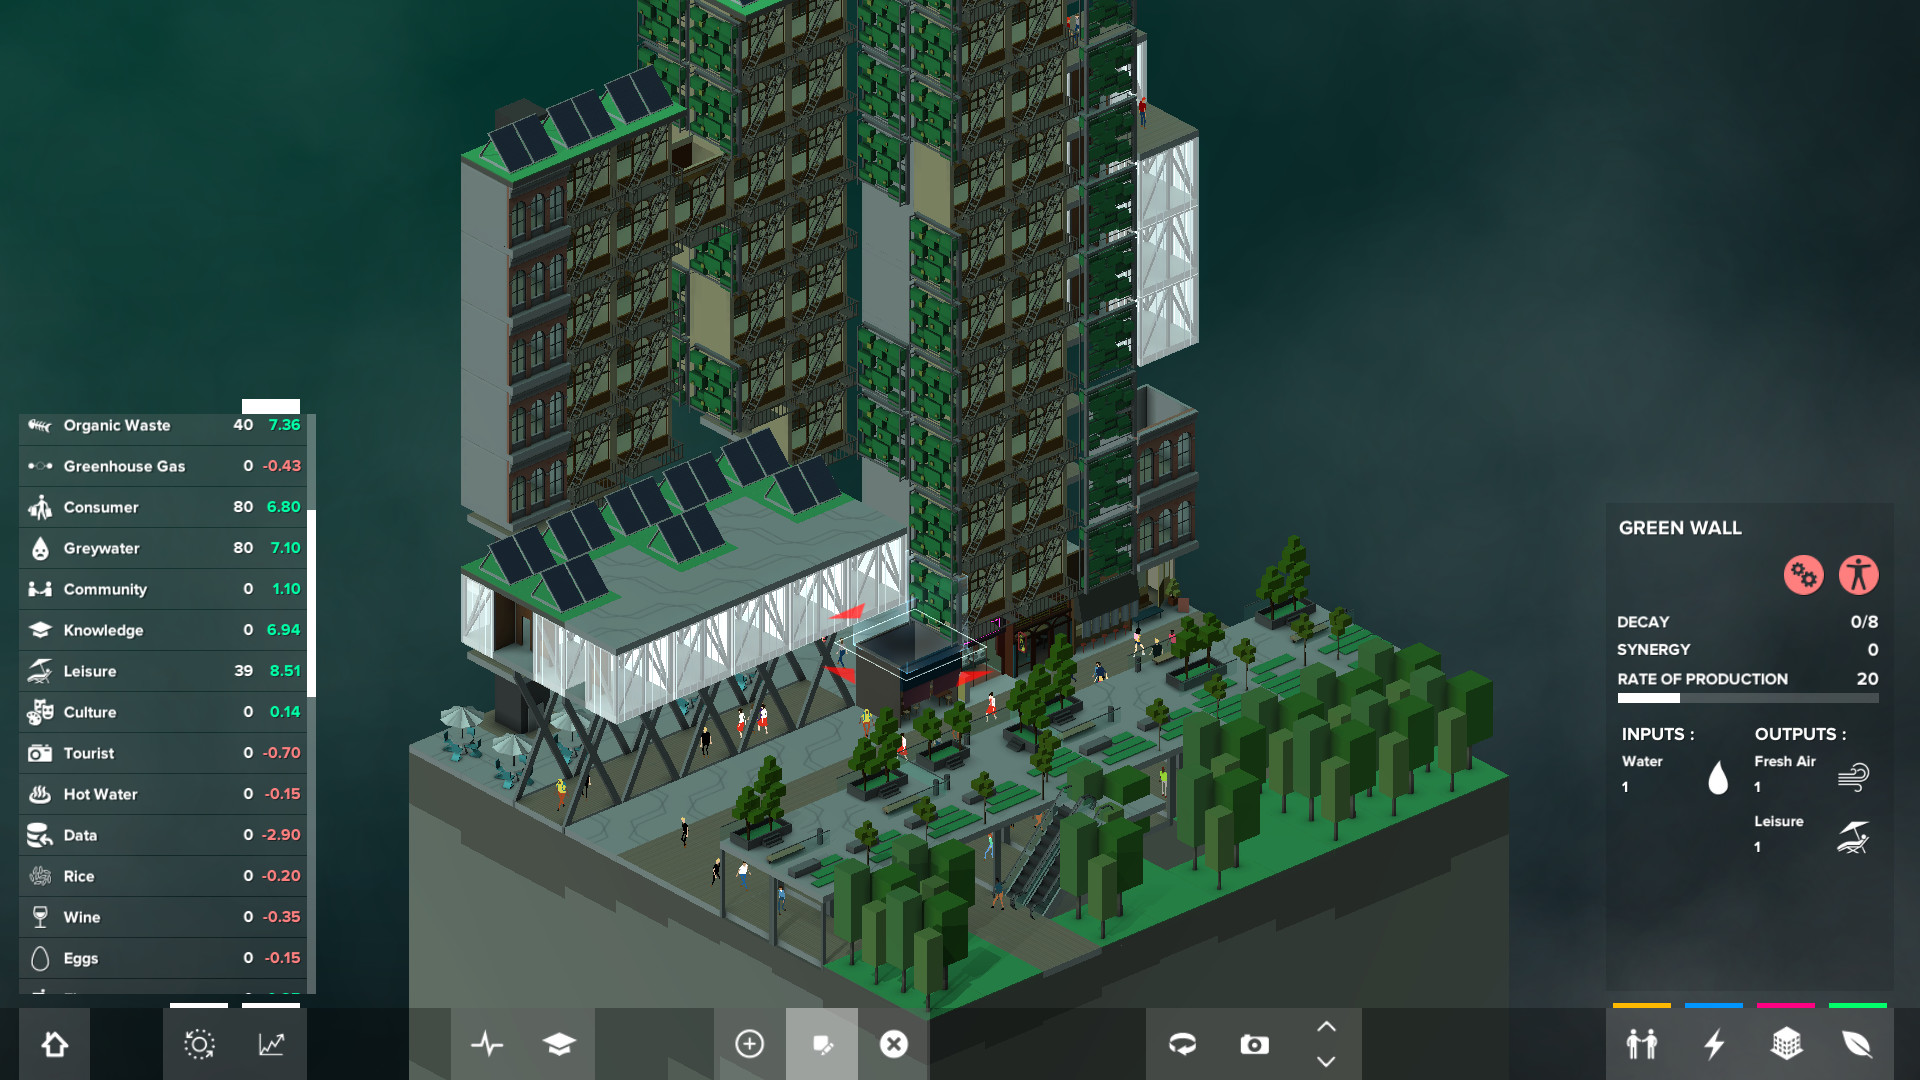 Organic Waste 40 7.36
Greenhouse Gas 0 -0.43
Consumer 80 6.80
Greywater 80 7.10
Community 0 1.10
Knowledge 0 6.94
Leisure 39 8.51
Culture 0 0.14
Tourist 0 -0.70
Hot Water 0 -0.15
Data 0 -2.90
Rice 0 -0.20
Wine 0 -0.35
Eggs 0 -0.15
GREEN WALL
DECAY 0/8
SYNERGY 0
RATE OF PRODUCTION 20
INPUTS : OUTPUTS :
Water Fresh Air
1 1
Leisure
1